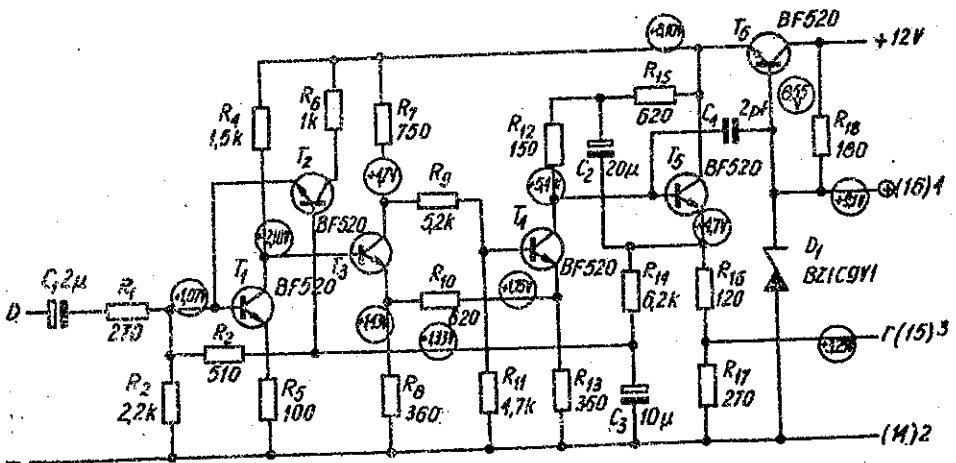 T6
BF520
+12V
R15
620
R4
1,5k
R6
1k
R7
750
R12
150
C1
2pf
R18
180
T2
R9
5,2k
C2
20μ
T5
BF520
(16)4
BF520
T3
T4
C1 2μ
R1
270
D
T1
BF520
R10
620
BF520
R14
6,2k
R16
120
D1
BZ1C9V1
R2
510
Γ(15)3
R2
2,2k
R5
100
R8
360
R11
4,7k
R13
360
C3
10μ
R17
270
(14)2